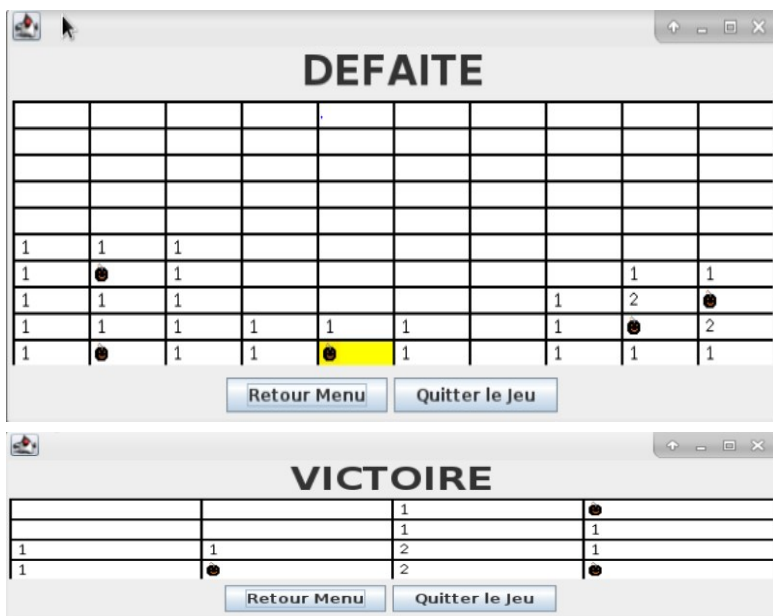 DEFAITE
1 1 1
1 1 1 1
1 1 1 1 2
1 1 1 1 1 1 1 2
1 1 1 1 1 1 1
Retour Menu Quitter le Jeu
VICTOIRE
1
1 1
1 1 2 1
1 2
Retour Menu Quitter le Jeu